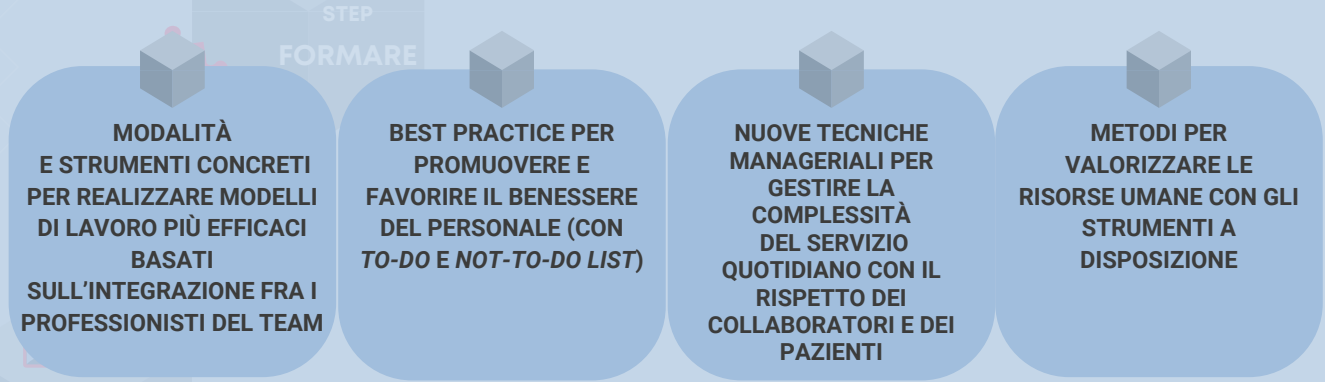 STEP
FORMARE
MODALITÀ
E STRUMENTI CONCRETI
PER REALIZZARE MODELLI
DI LAVORO PIÙ EFFICACI
BASATI
SULL'INTEGRAZIONE FRA I
PROFESSIONISTI DEL TEAM
BEST PRACTICE PER
PROMUOVERE E
FAVORIRE IL BENESSERE
DEL PERSONALE (CON
TO-DO E NOT-TO-DO LIST)
NUOVE TECNICHE
MANAGERIALI PER
GESTIRE LA
COMPLESSITÀ
DEL SERVIZIO
QUOTIDIANO CON IL
RISPETTO DEI
COLLABORATORI E DEI
PAZIENTI
METODI PER
VALORIZZARE LE
RISORSE UMANE CON GLI
STRUMENTI A
DISPOSIZIONE